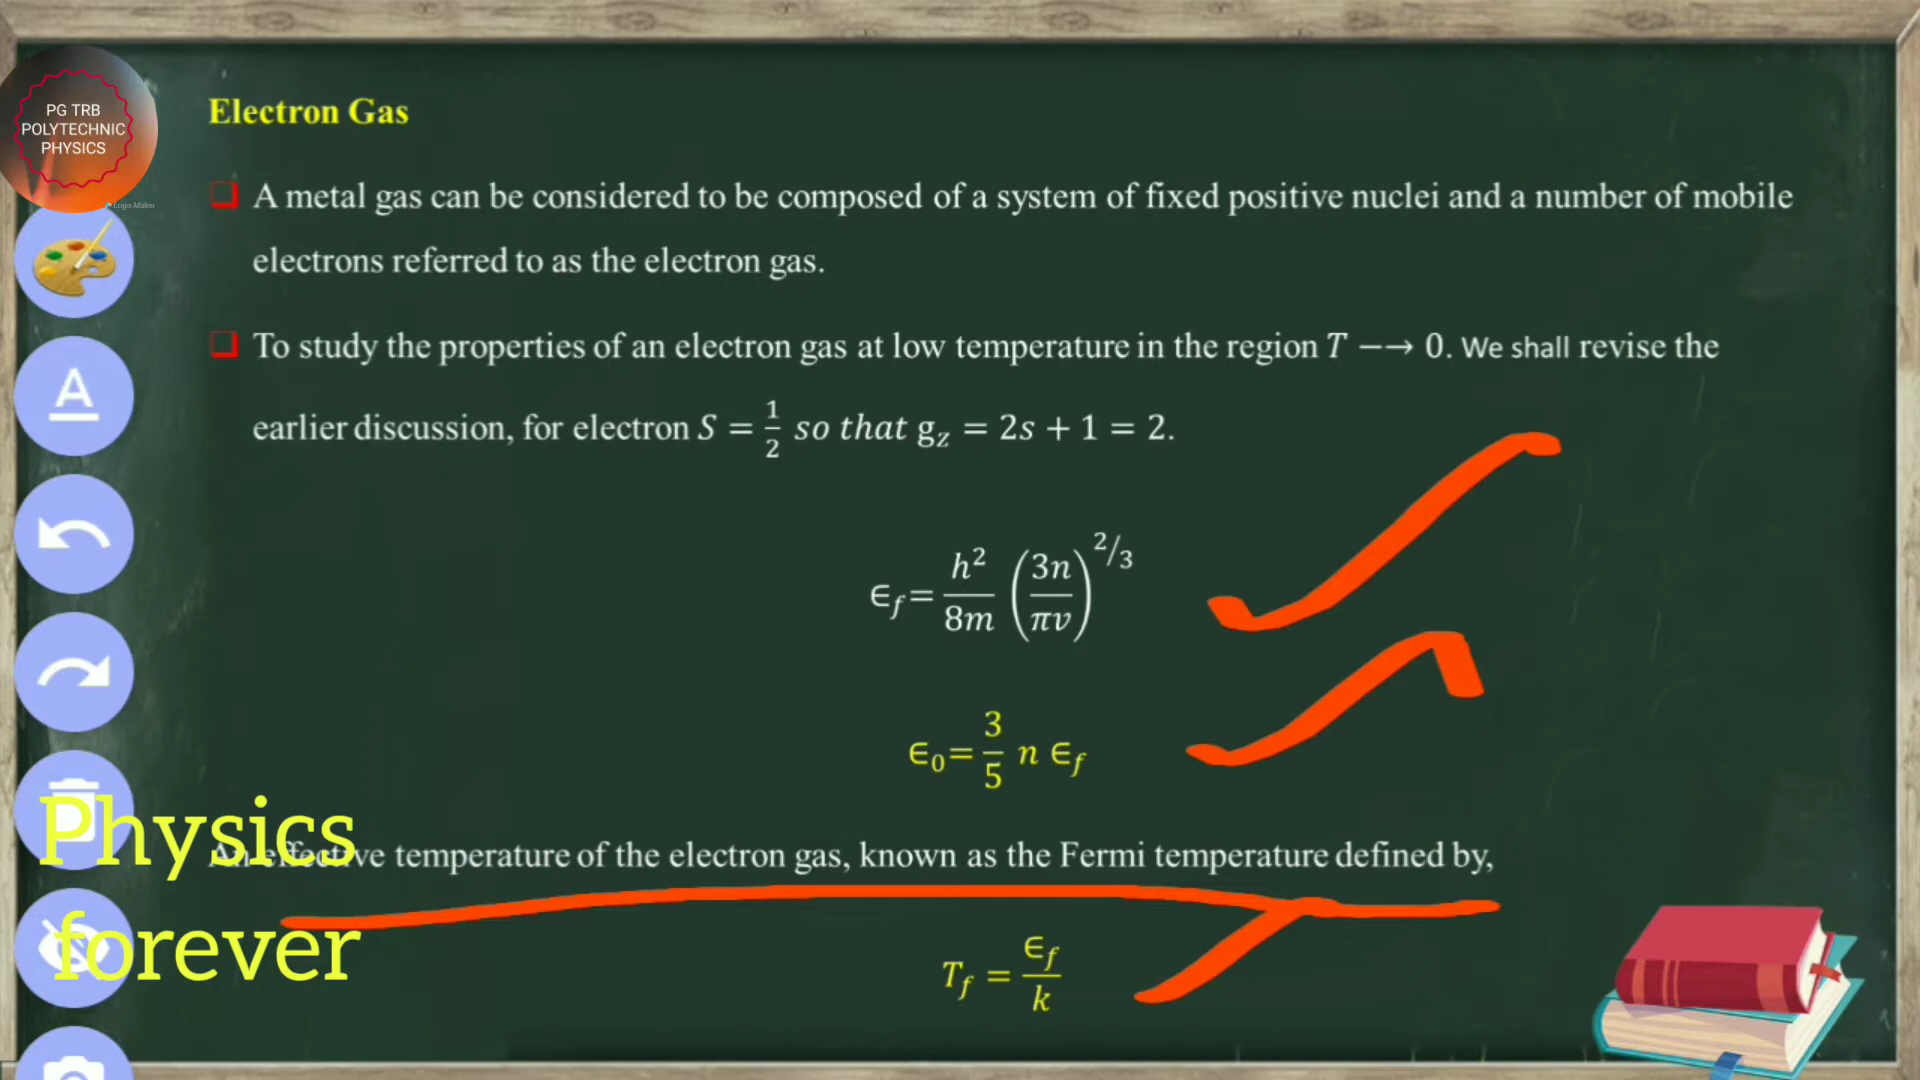 PG TRB
POLYTECHNIC
PHYSICS
Logo Maker
Electron Gas
A metal gas can be considered to be composed of a system of fixed positive nuclei and a number of mobile
electrons referred to as the electron gas.
To study the properties of an electron gas at low temperature in the region T ⟶ 0. We shall revise the
earlier discussion, for electron S = 1/2 so that g_z = 2s + 1 = 2.
∈_f = h²/8m (3n/πv)^2/3
∈_0 = 3/5 n ∈_f
An effective temperature of the electron gas, known as the Fermi temperature defined by,
T_f = ∈_f/k
A
Physics
forever